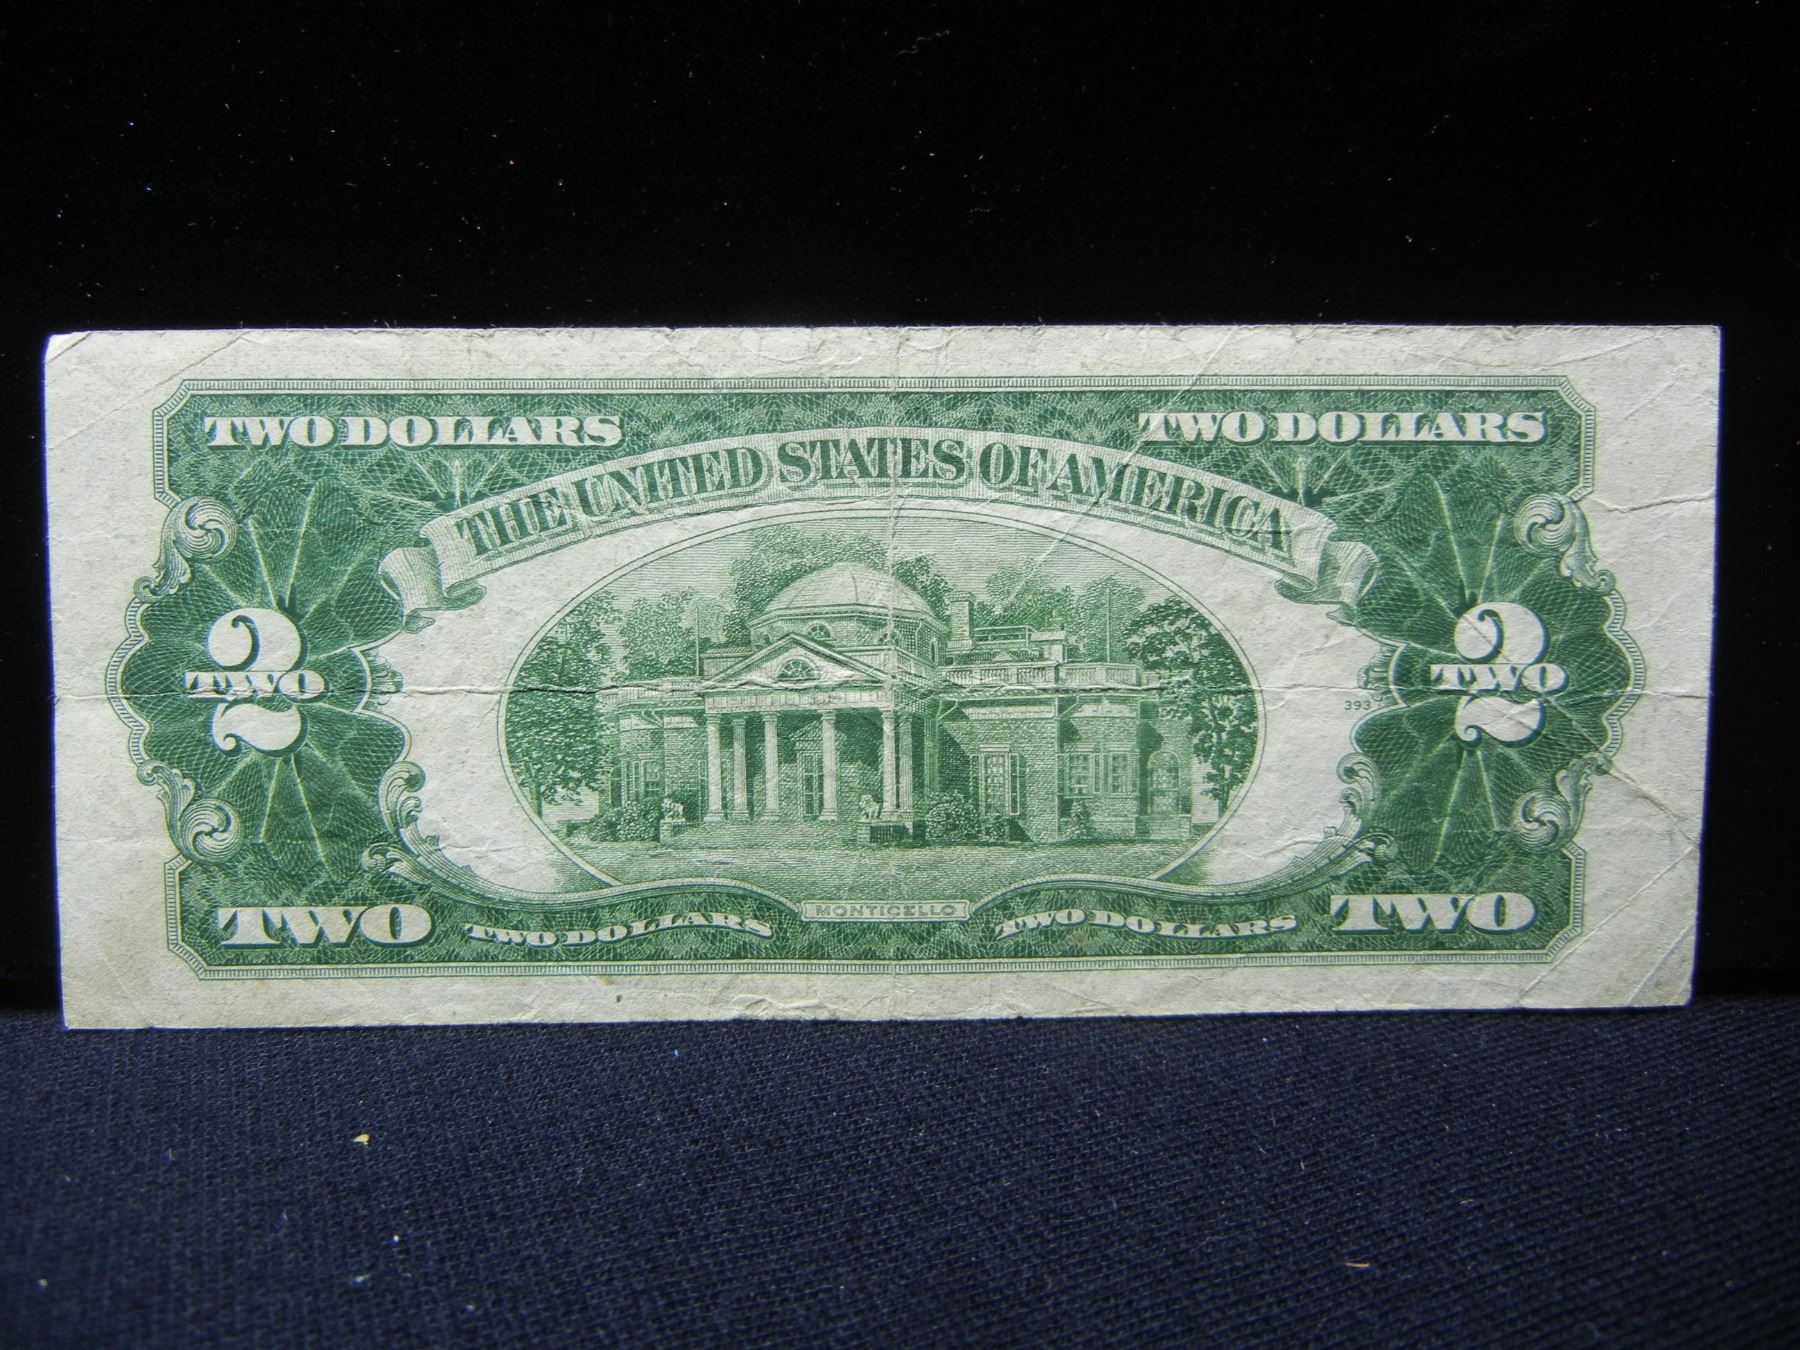 TWO DOLLARS TWO DOLLARS
THE UNITED STATES OF AMERICA
2 TWO 2 TWO
393
TWO TWO DOLLARS MONTICELLO TWO DOLLARS TWO